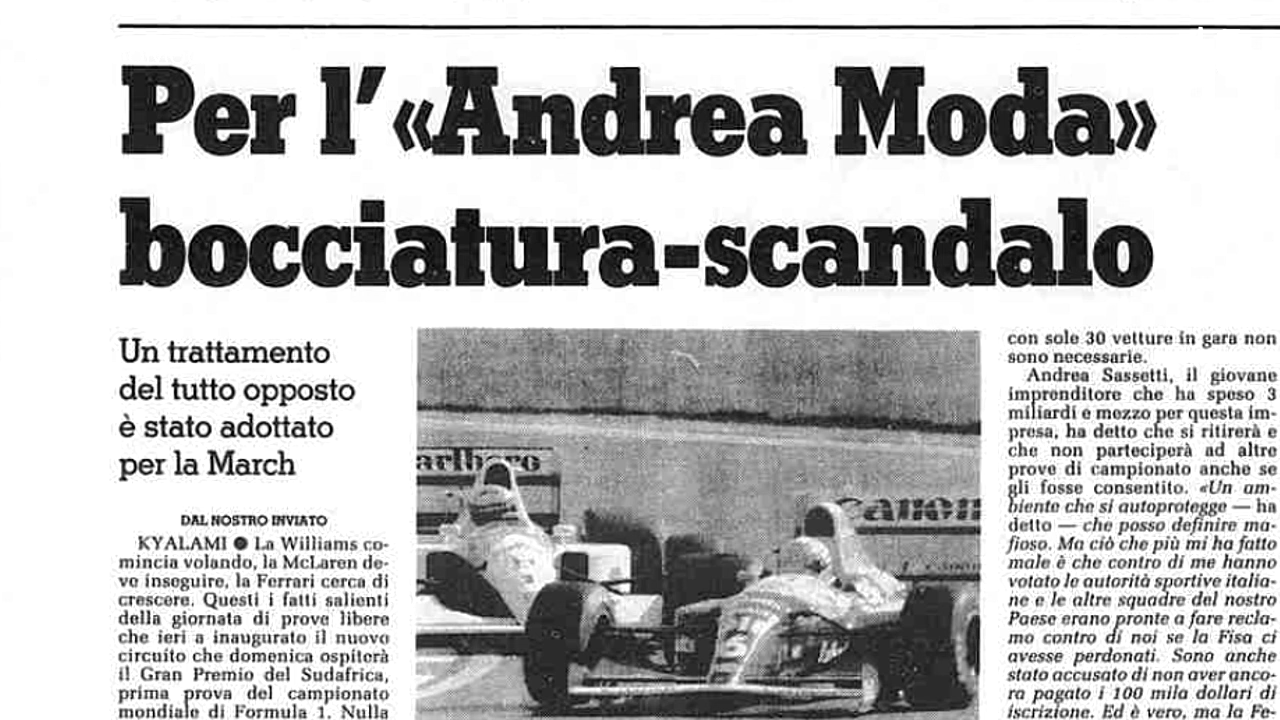 Per l'«Andrea Moda»
bocciatura-scandalo
Un trattamento
del tutto opposto
è stato adottato
per la March
DAL NOSTRO INVIATO
KYALAMI ● La Williams co-
mincia volando, la McLaren de-
ve inseguire, la Ferrari cerca di
crescere. Questi i fatti salienti
della giornata di prove libere
che ieri a inaugurato il nuovo
circuito che domenica ospiterà
il Gran Premio del Sudafrica,
prima prova del campionato
mondiale di Formula 1. Nulla
arlboro
Canon
con sole 30 vetture in gara non
sono necessarie.
Andrea Sassetti, il giovane
imprenditore che ha speso 3
miliardi e mezzo per questa im-
presa, ha detto che si ritirerà e
che non parteciperà ad altre
prove di campionato anche se
gli fosse consentito. «Un am-
biente che si autoprotegge — ha
detto — che posso definire ma-
fioso. Ma ciò che più mi ha fatto
male è che contro di me hanno
votato le autorità sportive italia-
ne e le altre squadre del nostro
Paese erano pronte a fare recla-
mo contro di noi se la Fisa ci
avesse perdonati. Sono anche
stato accusato di non aver anco-
ra pagato i 100 mila dollari di
iscrizione. Ed è vero, ma la Fe-